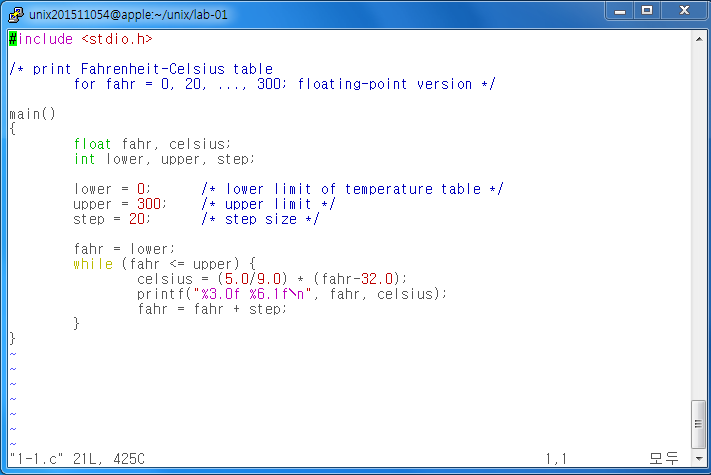 unix201511054@apple:~/unix/lab-01
#include <stdio.h>
/* print Fahrenheit-Celsius table
        for fahr = 0, 20, ..., 300; floating-point version */
main()
{
        float fahr, celsius;
        int lower, upper, step;
        lower = 0;      /* lower limit of temperature table */
        upper = 300;    /* upper limit */
        step = 20;      /* step size */
        fahr = lower;
        while (fahr <= upper) {
                celsius = (5.0/9.0) * (fahr-32.0);
                printf("%3.0f %6.1f\n", fahr, celsius);
                fahr = fahr + step;
        }
}
~
~
~
~
~
~
~
"1-1.c" 21L, 425C                                                  1,1          모두